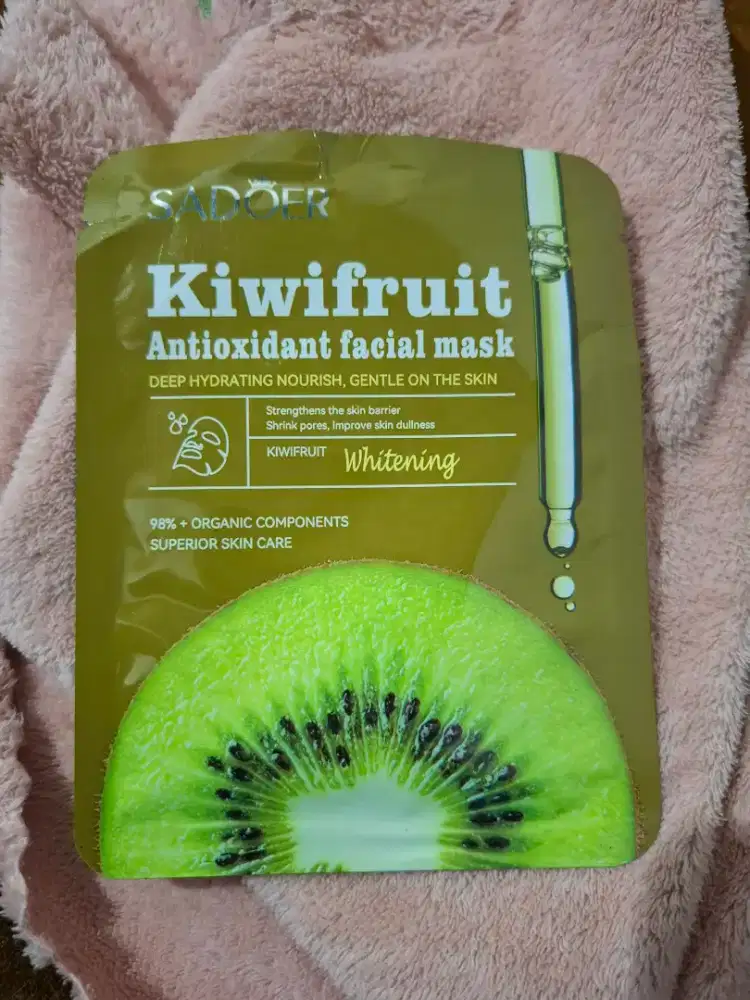 SADOER
Kiwifruit
Antioxidant facial mask
DEEP HYDRATING NOURISH, GENTLE ON THE SKIN
Strengthens the skin barrier
Shrink pores, Improve skin dullness
KIWIFRUIT Whitening
98% + ORGANIC COMPONENTS
SUPERIOR SKIN CARE